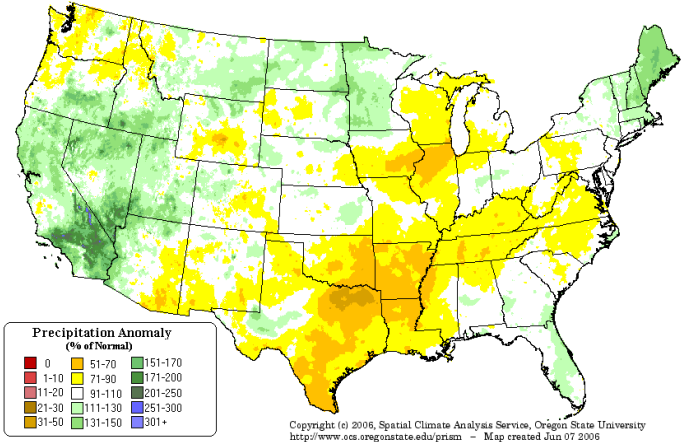 Precipitation Anomaly
(% of Normal)
0 51-70 151-170
1-10 71-90 171-200
11-20 91-110 201-250
21-30 111-130 251-300
31-50 131-150 301+
Copyright (c) 2006, Spatial Climate Analysis Service, Oregon State University
http://www.ocs.oregonstate.edu/prism - Map created Jun 07 2006